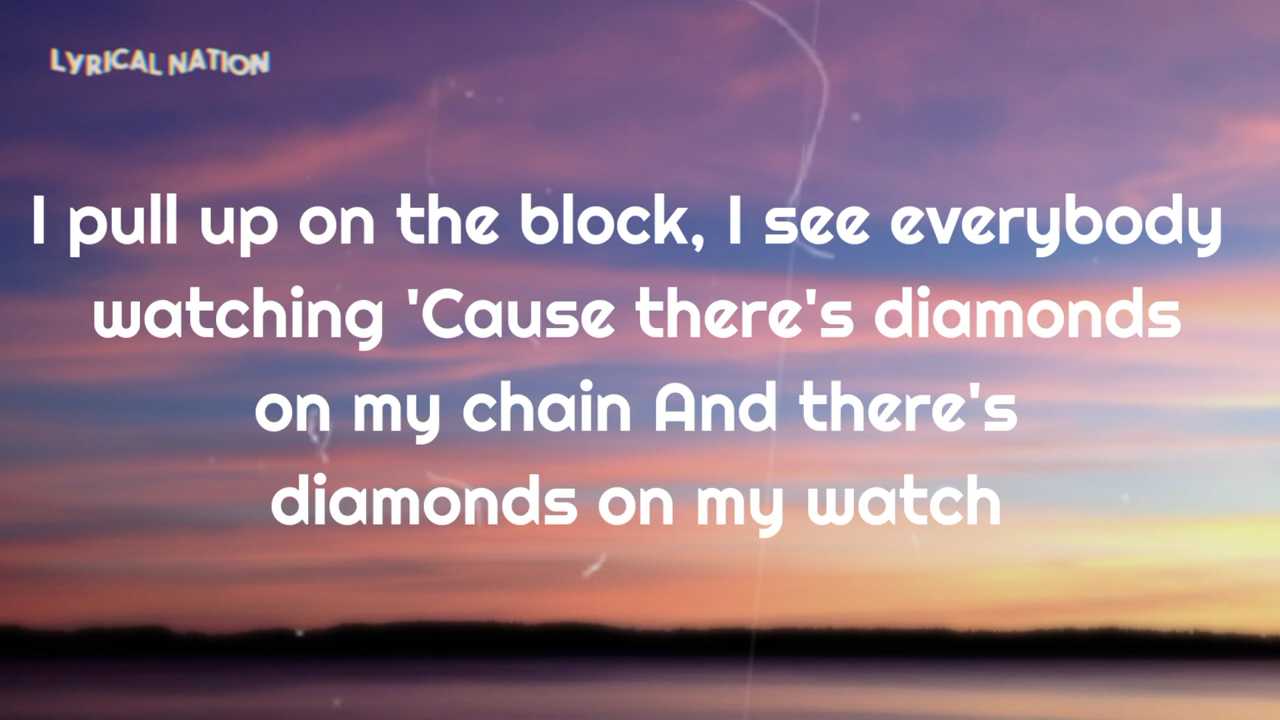 LYRICAL NATION
I pull up on the block, I see everybody
watching 'Cause there's diamonds
on my chain And there's
diamonds on my watch